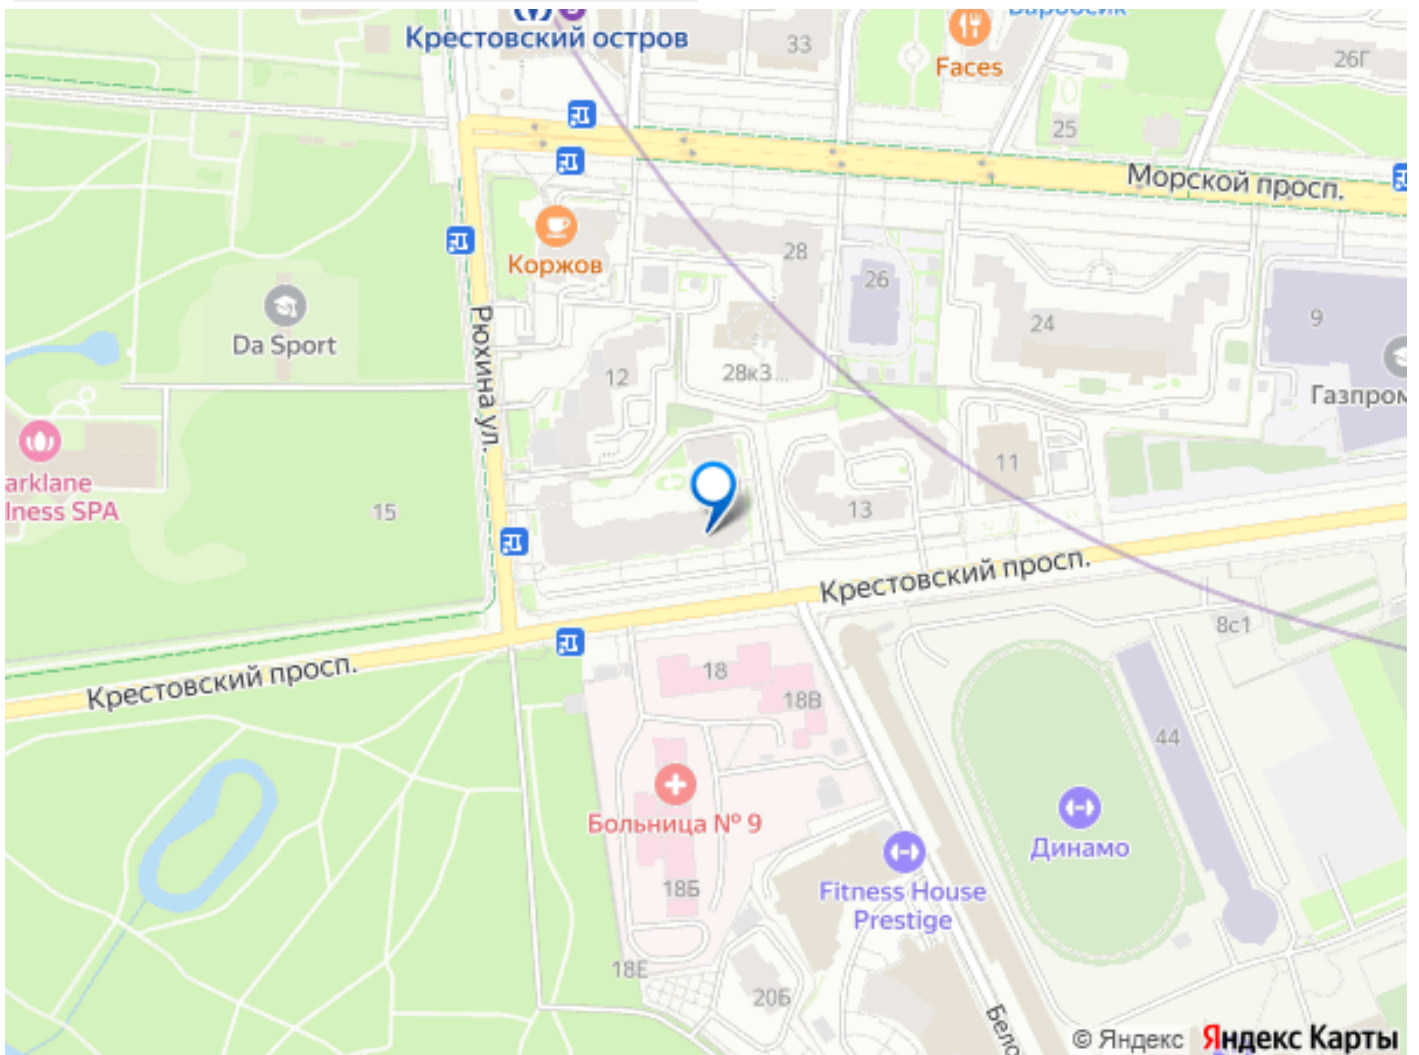 Крестовский остров
33
Faces
26Г
25
Морской просп.
Коржов
28
26
24
9
Da Sport
Рюхина ул.
12
28к3...
Газпром
arklane
lness SPA
15
11
13
Крестовский просп.
8с1
Крестовский просп.
18
18В
44
Больница № 9
Динамо
18Б
Fitness House
Prestige
18Е
20Б
Бело
© Яндекс Яндекс Карты